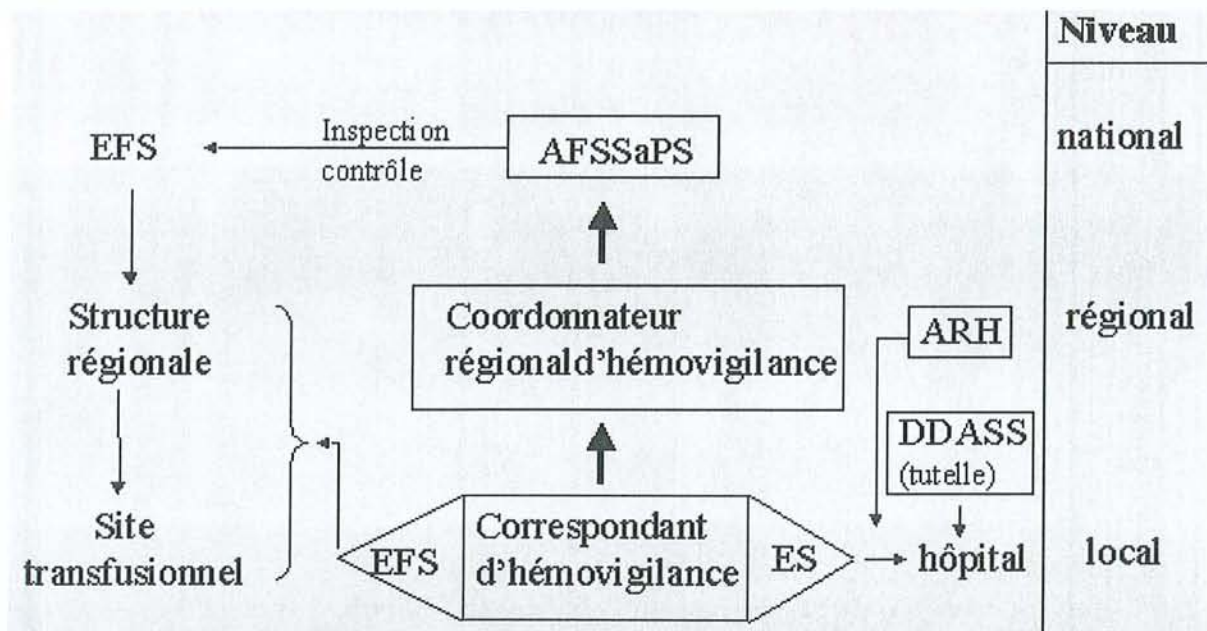 Niveau
EFS
Inspection
contrôle
AFSSaPS
national
Structure
régionale
Coordonnateur
régional d'hémovigilance
ARH
régional
DDASS
(tutelle)
Site
transfusionnel
EFS
Correspondant
d'hémovigilance
ES
hôpital
local